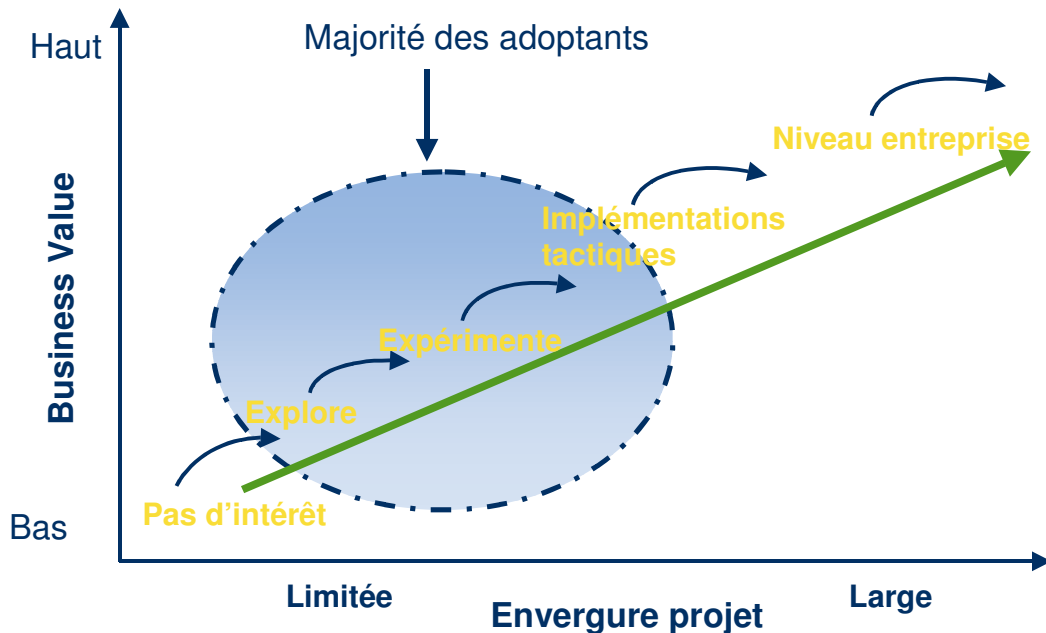 Haut
Majorité des adoptants
Niveau entreprise
Implémentations
tactiques
Business Value
Expérimente
Explore
Pas d’intérêt
Bas
Limitée
Large
Envergure projet